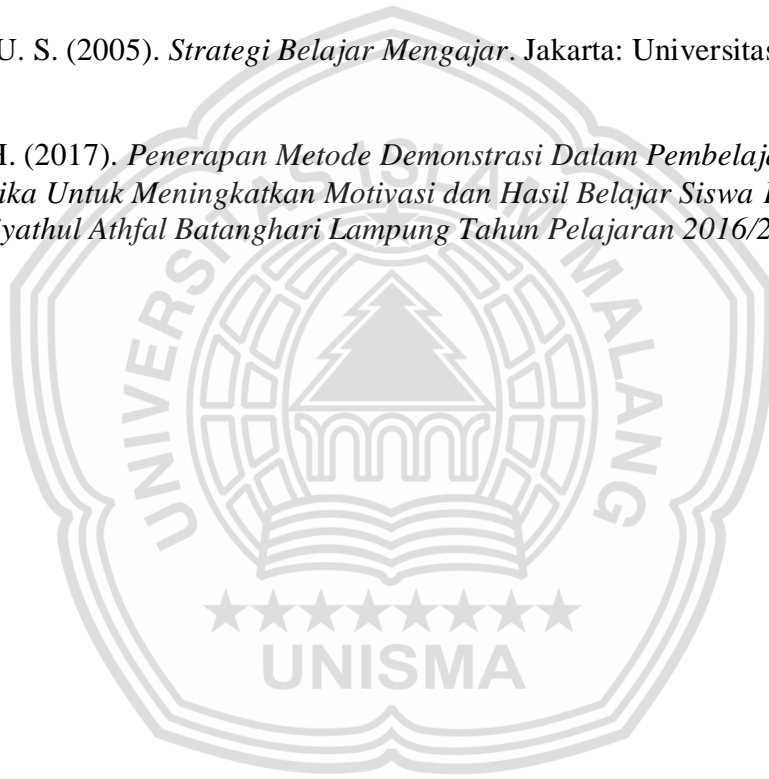 U. S. (2005). Strategi Belajar Mengajar. Jakarta: Universitas
H. (2017). Penerapan Metode Demonstrasi Dalam
ika Untuk Meningkatkan Motivasi dan Hasil Belajar Siswa
yathul Athfal Batanghari Lampung Tahun Pelajaran 2016/2
UNIVERSITAS ISLAM MALANG
UNISMA